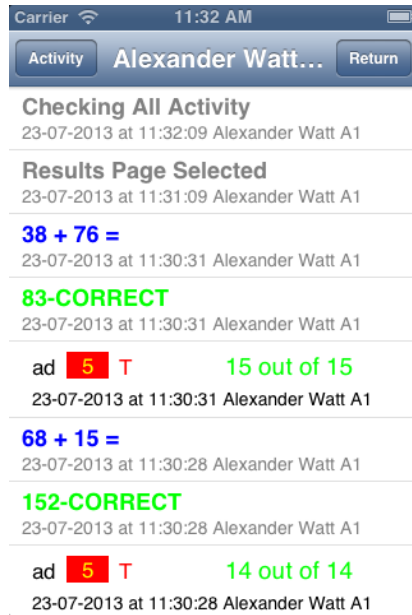 Carrier 11:32 AM
Activity Alexander Watt... Return
Checking All Activity
23-07-2013 at 11:32:09 Alexander Watt A1
Results Page Selected
23-07-2013 at 11:31:09 Alexander Watt A1
38 + 76 =
23-07-2013 at 11:30:31 Alexander Watt A1
83-CORRECT
23-07-2013 at 11:30:31 Alexander Watt A1
ad 5 T 15 out of 15
23-07-2013 at 11:30:31 Alexander Watt A1
68 + 15 =
23-07-2013 at 11:30:28 Alexander Watt A1
152-CORRECT
23-07-2013 at 11:30:28 Alexander Watt A1
ad 5 T 14 out of 14
23-07-2013 at 11:30:28 Alexander Watt A1